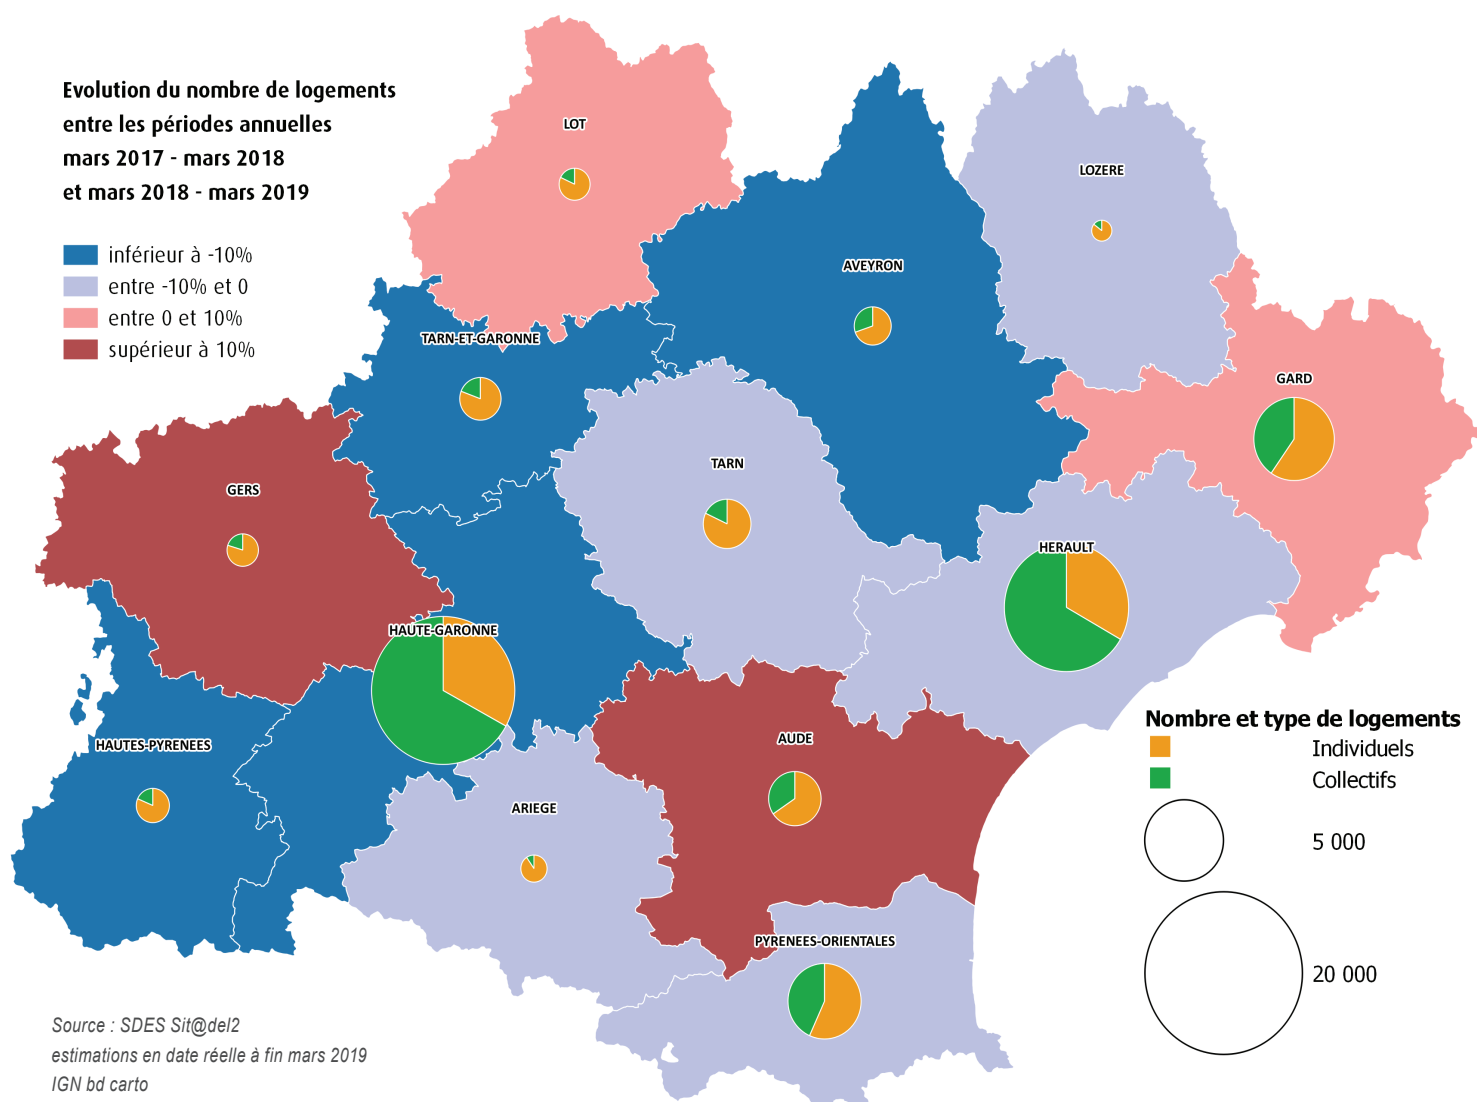 Evolution du nombre de logements
entre les périodes annuelles
mars 2017 - mars 2018
et mars 2018 - mars 2019
inférieur à -10%
entre -10% et 0
entre 0 et 10%
supérieur à 10%
LOT
LOZERE
AVEYRON
TARN-ET-GARONNE
GARD
TARN
GERS
HERAULT
HAUTE-GARONNE
HAUTES-PYRENEES
AUDE
ARIEGE
PYRENEES-ORIENTALES
Nombre et type de logements
Individuels
Collectifs
5 000
20 000
Source : SDES Sit@del2
estimations en date réelle à fin mars 2019
IGN bd carto